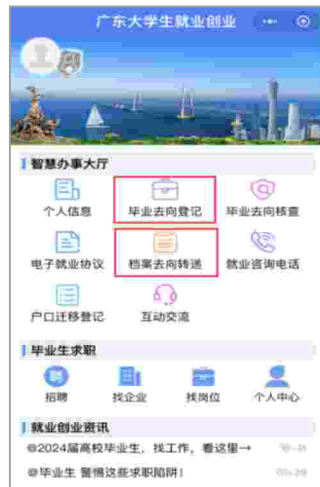 广东大学生就业创业
智慧办事大厅
个人信息 毕业去向登记 毕业去向核查
电子就业协议 档案去向转递 就业咨询电话
户口迁移登记 互动交流
毕业生求职
招聘 找企业 找岗位 个人中心
就业创业资讯
@2024届高校毕业生，找工作，看这里→
@毕业生 警惕这些求职陷阱！